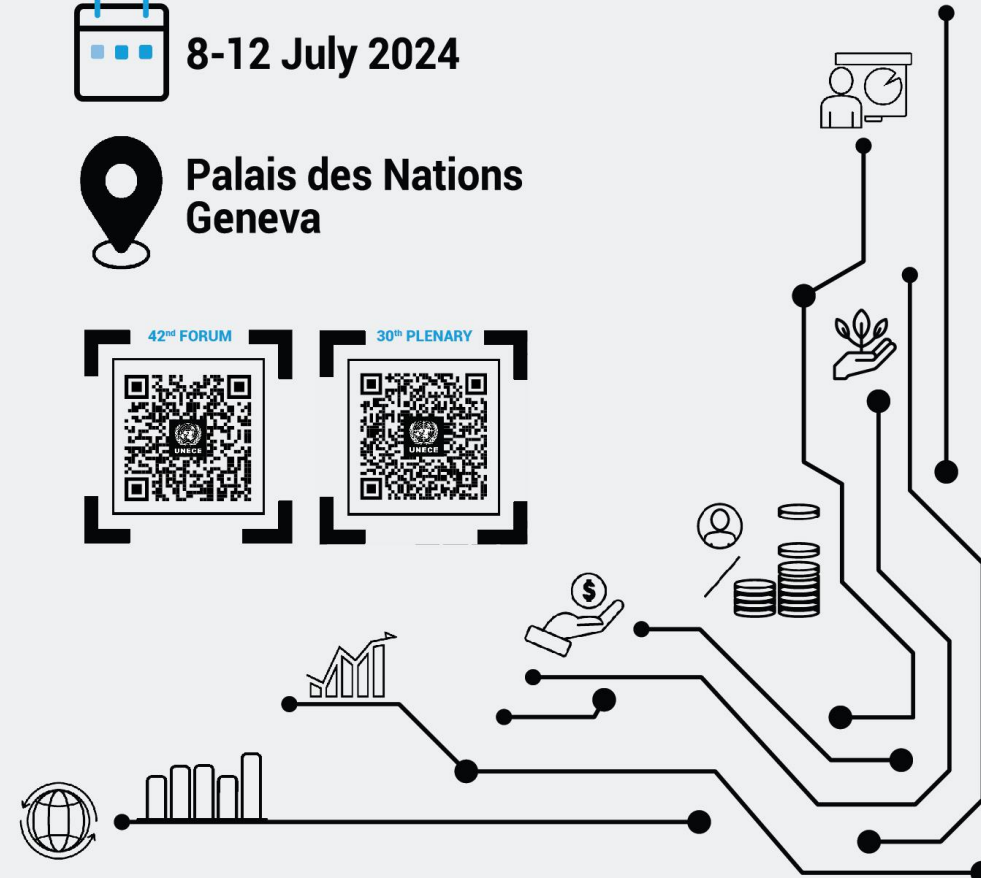 8-12 July 2024
Palais des Nations
Geneva
42nd FORUM
30th PLENARY
UNECE
UNECE
$